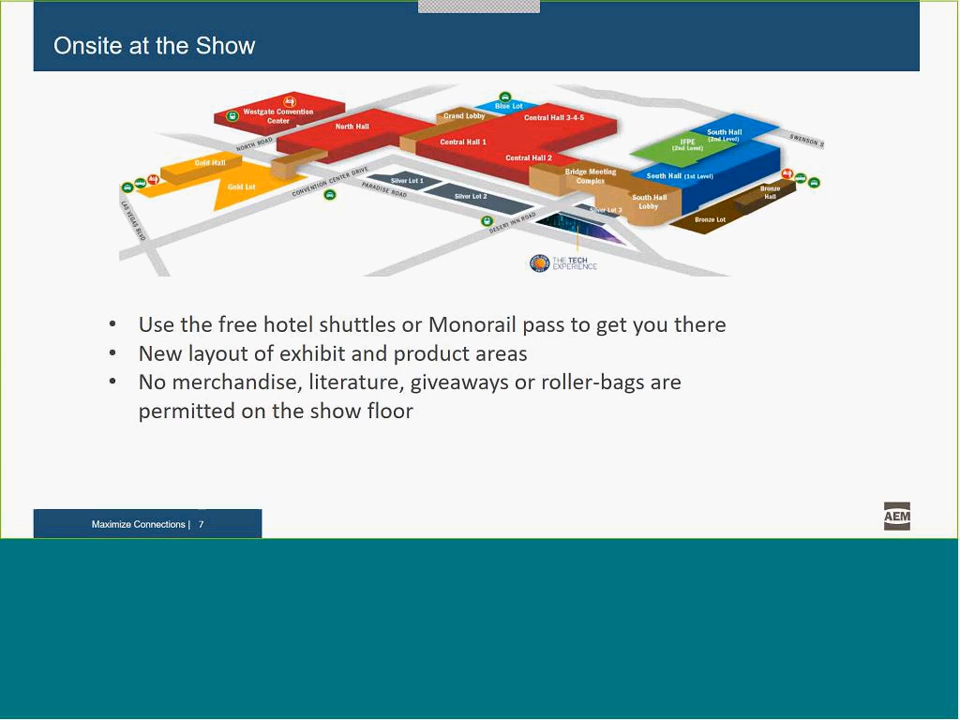 Onsite at the Show
Westgate Convention
Center
North Hall
Grand Lobby
Blue Lot
Central Hall 3-4-5
Central Hall 1
Central Hall 2
IFPE
(2nd Level)
South Hall
(2nd Level)
SWENSON S
NORTH ROAD
Gold Hall
Gold Lot
CONVENTION CENTER DRIVE
PARADISE ROAD
Silver Lot 1
Silver Lot 2
Bridge Meeting
Complex
South Hall (1st Level)
South Hall
Lobby
Silver Lot 3
Bronze
Hall
Bronze Lot
LAS VEGAS BLVD
DESERT INN ROAD
THE TECH
EXPERIENCE
• Use the free hotel shuttles or Monorail pass to get you there
• New layout of exhibit and product areas
• No merchandise, literature, giveaways or roller-bags are
permitted on the show floor
Maximize Connections | 7
AEM